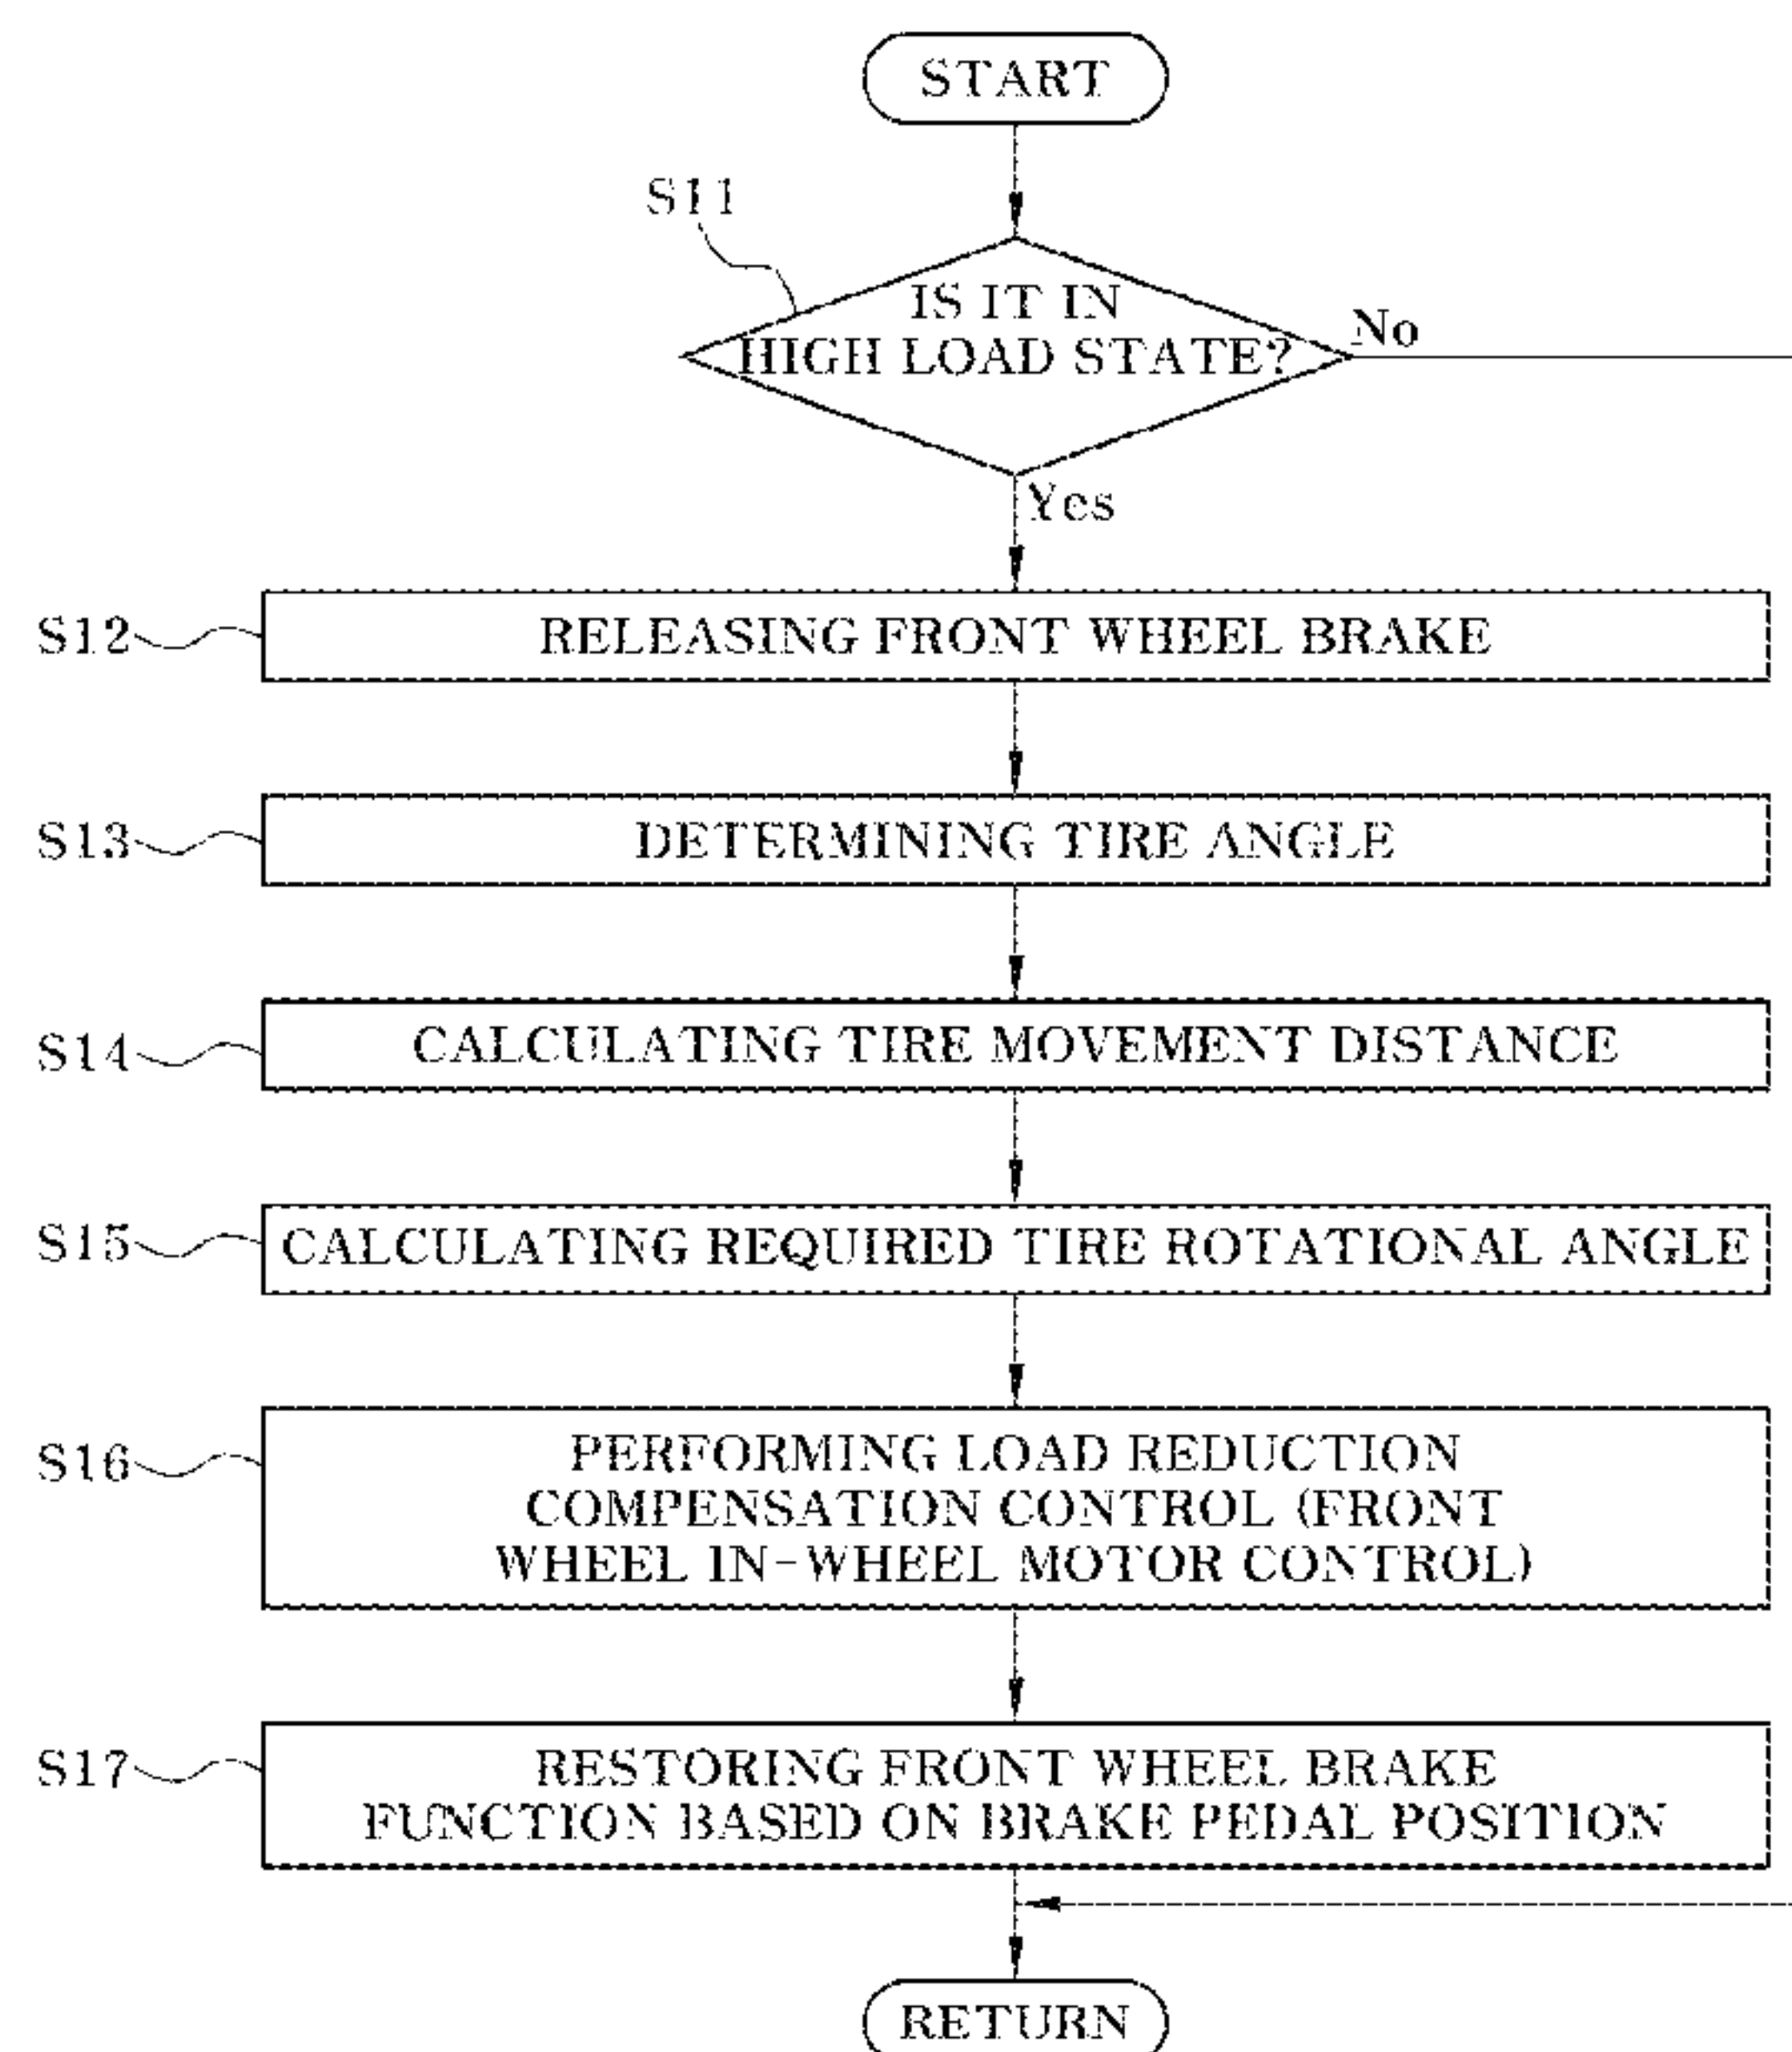 START
S11
IS IT IN
HIGH LOAD STATE?
No
Yes
S12
RELEASING FRONT WHEEL BRAKE
S13
DETERMINING TIRE ANGLE
S14
CALCULATING TIRE MOVEMENT DISTANCE
S15
CALCULATING REQUIRED TIRE ROTATIONAL ANGLE
S16
PERFORMING LOAD REDUCTION
COMPENSATION CONTROL (FRONT
WHEEL IN-WHEEL MOTOR CONTROL)
S17
RESTORING FRONT WHEEL BRAKE
FUNCTION BASED ON BRAKE PEDAL POSITION
RETURN